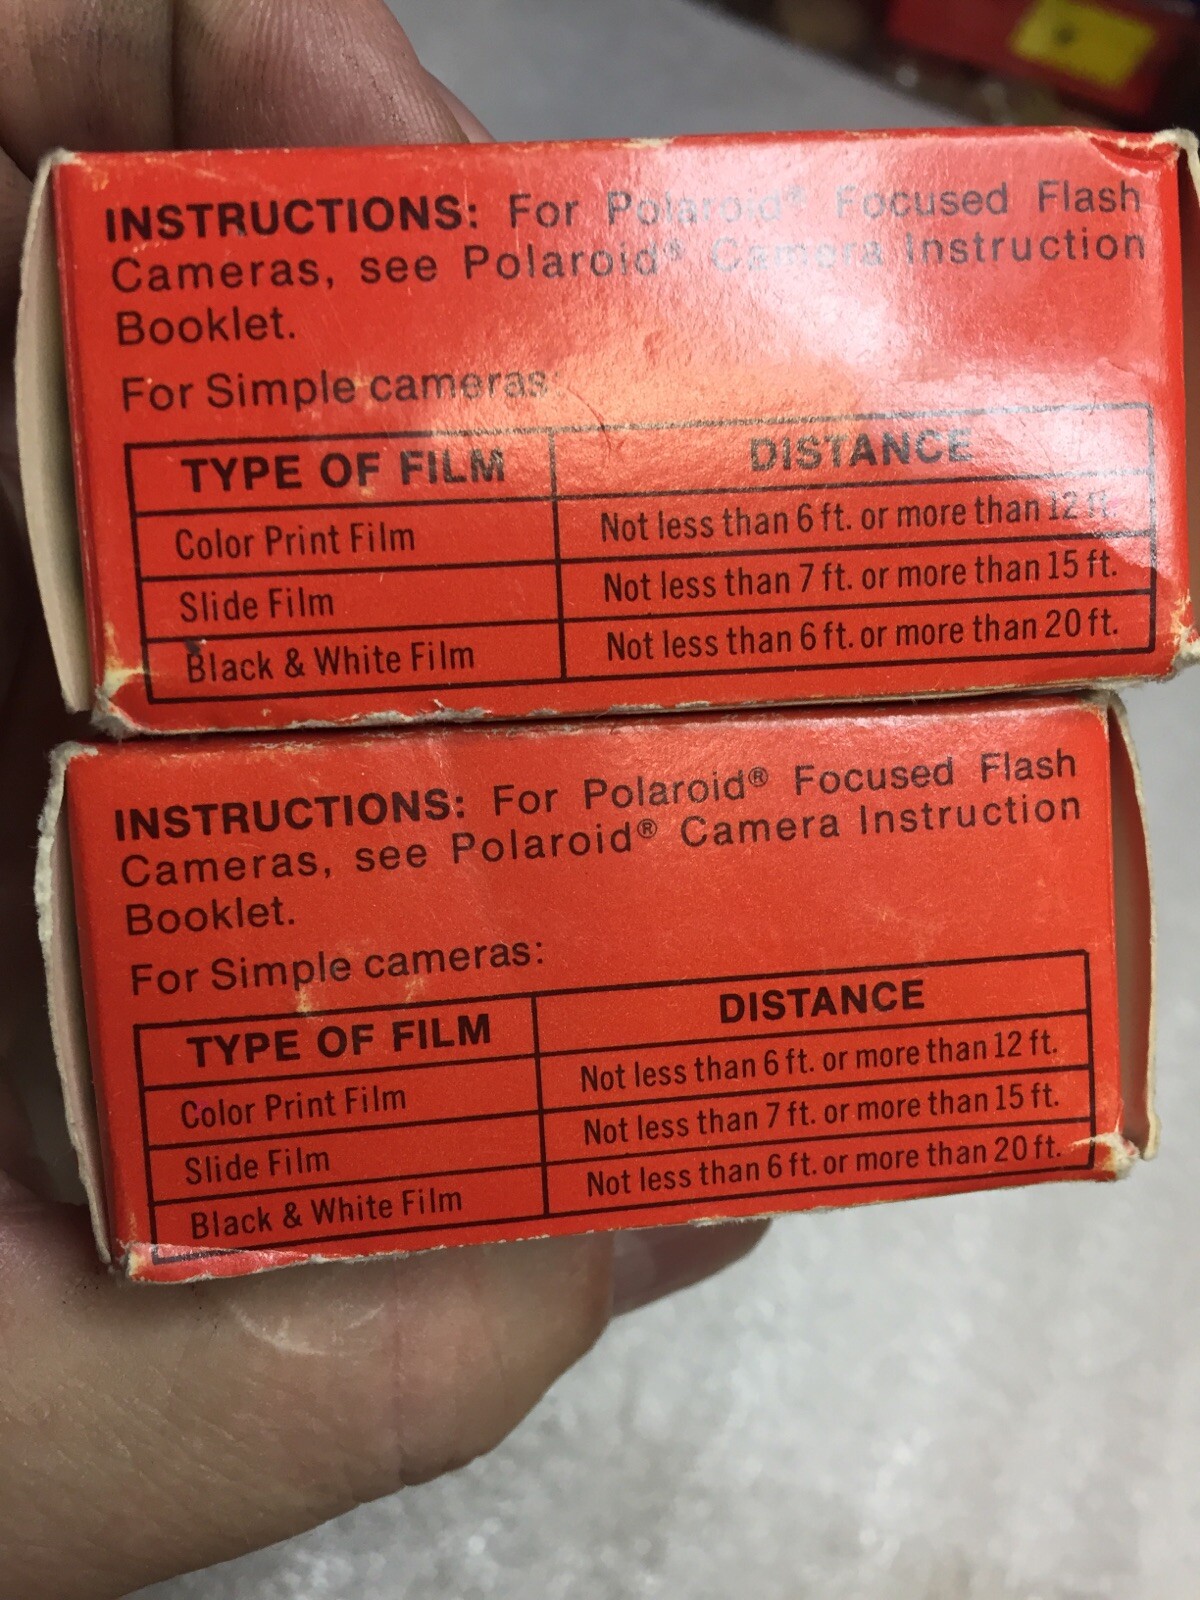 INSTRUCTIONS: For Polaroid® Focused Flash
Cameras, see Polaroid® Camera Instruction
Booklet.
For Simple cameras:
TYPE OF FILM DISTANCE
Color Print Film Not less than 6 ft. or more than 12 ft.
Slide Film Not less than 7 ft. or more than 15 ft.
Black & White Film Not less than 6 ft. or more than 20 ft.
INSTRUCTIONS: For Polaroid® Focused Flash
Cameras, see Polaroid® Camera Instruction
Booklet.
For Simple cameras:
TYPE OF FILM DISTANCE
Color Print Film Not less than 6 ft. or more than 12 ft.
Slide Film Not less than 7 ft. or more than 15 ft.
Black & White Film Not less than 6 ft. or more than 20 ft.